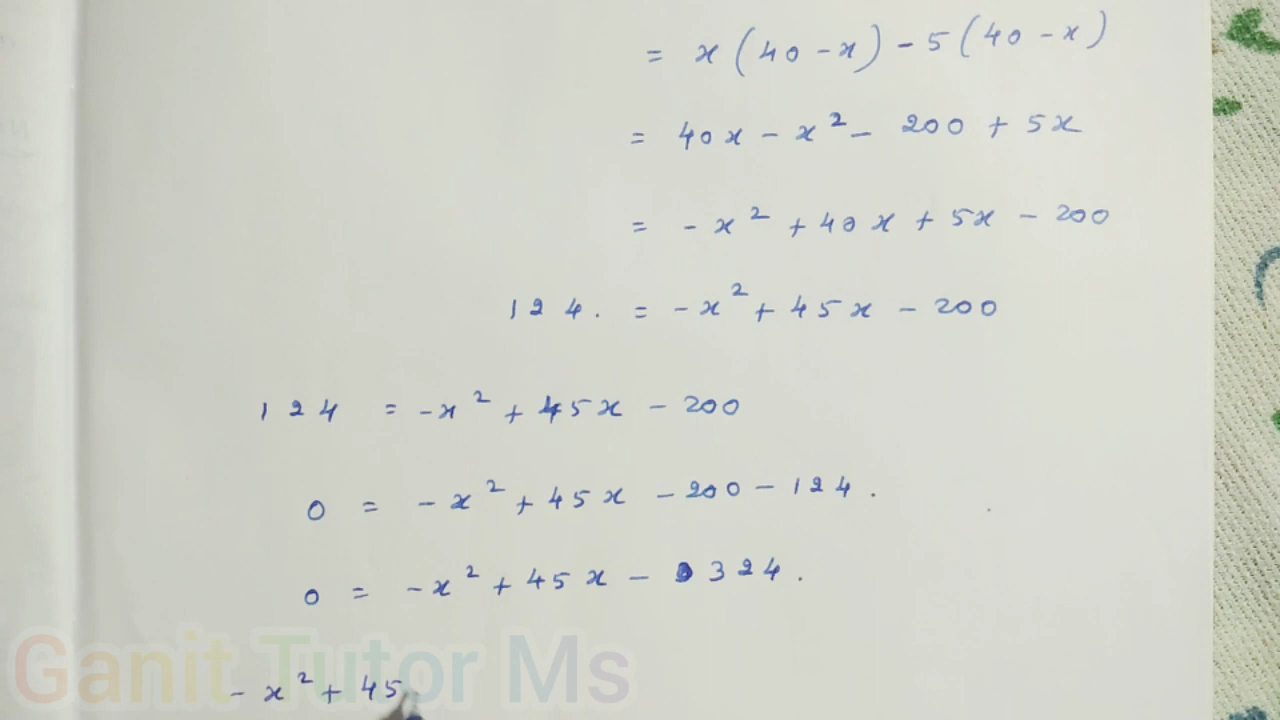 = x(40 - x) - 5(40 - x)
= 40x - x² - 200 + 5x
= - x² + 40x + 5x - 200
124. = - x² + 45x - 200
124 = -x² + 45x - 200
0 = - x² + 45x - 200 - 124.
0 = - x² + 45x - 324.
Ganit Tutor Ms
- x² + 45